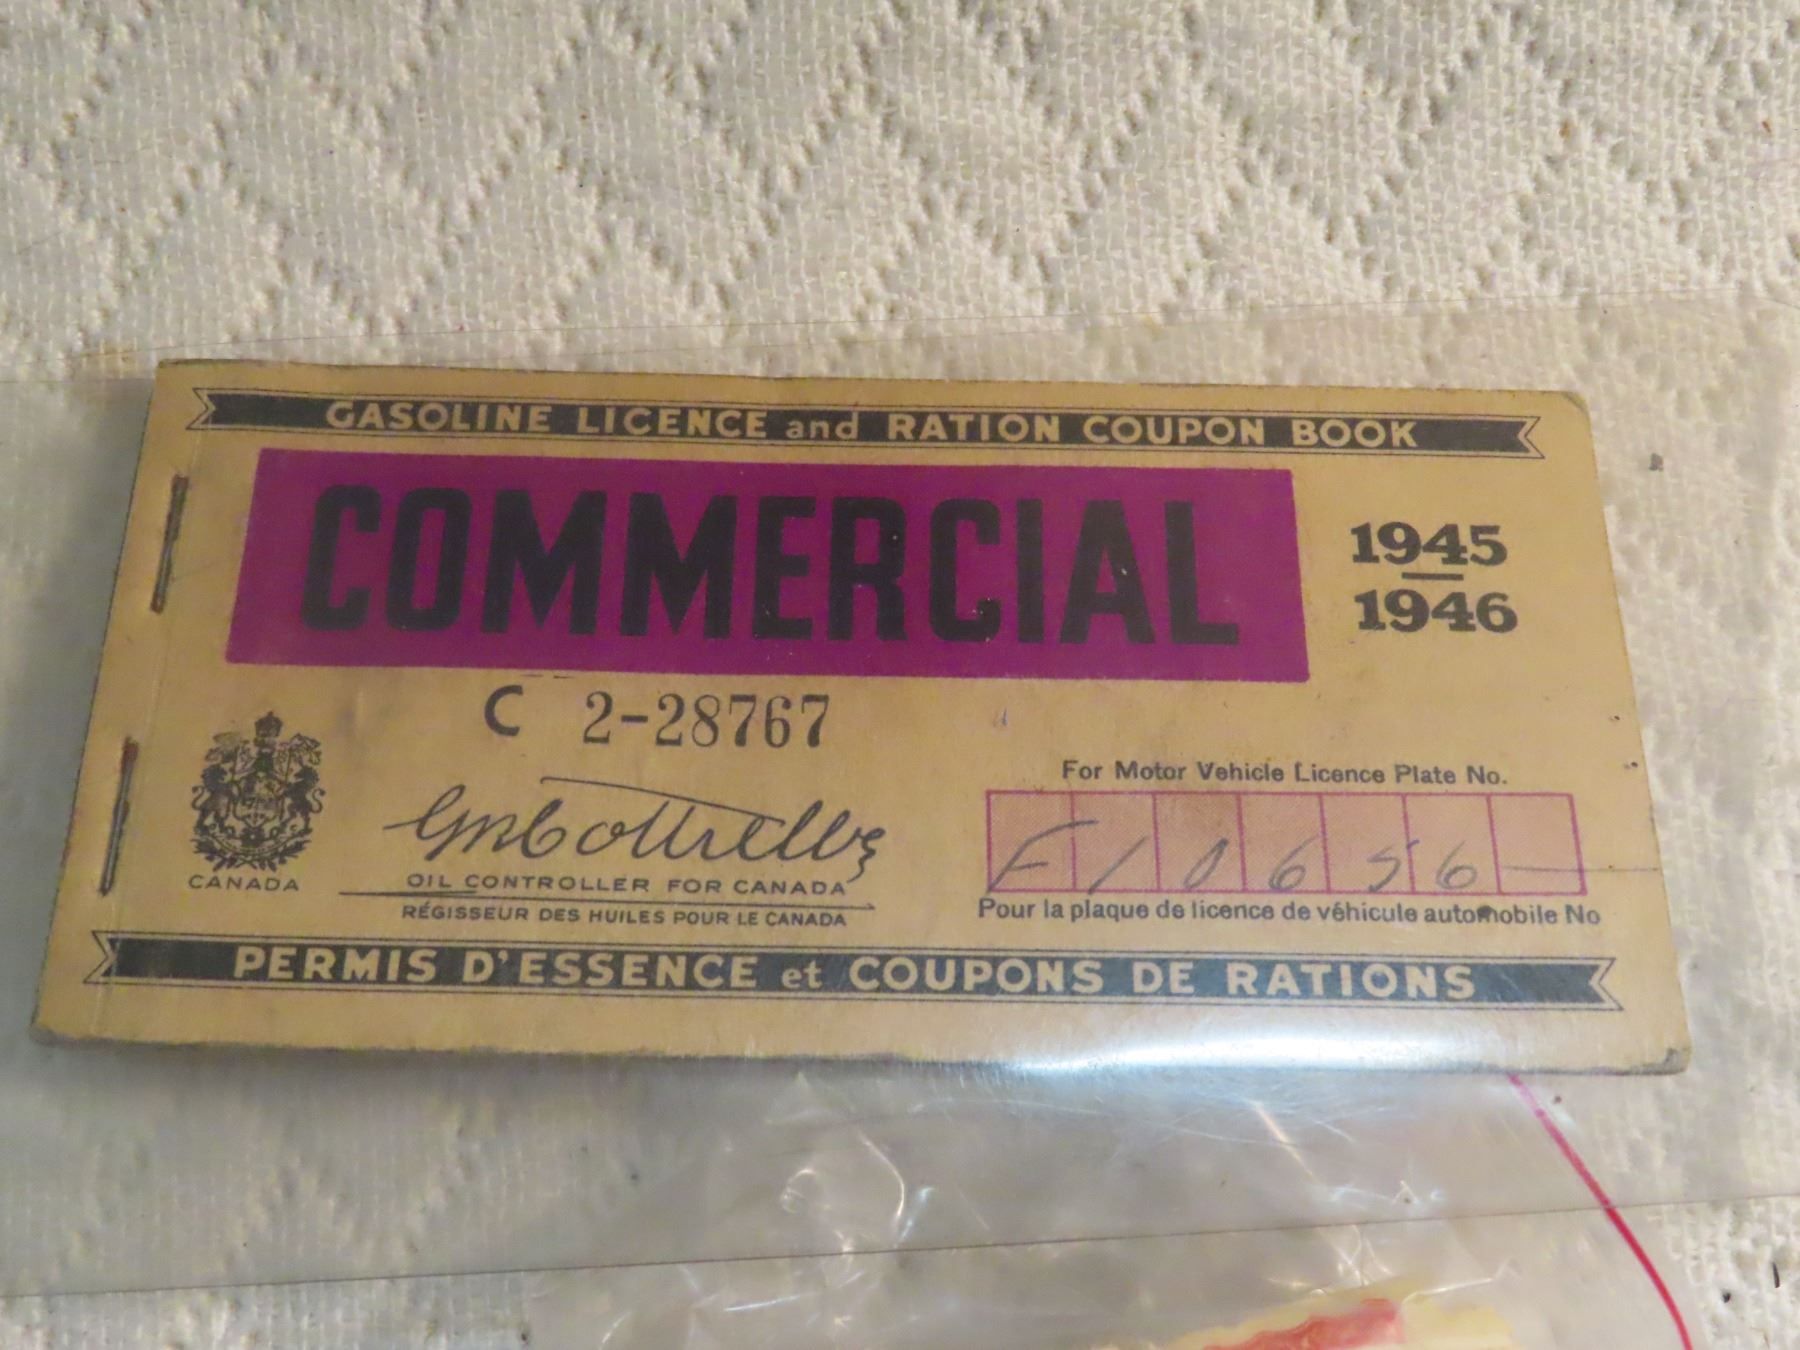 GASOLINE LICENCE and RATION COUPON BOOK
COMMERCIAL
1945
1946
C 2-28767
CANADA
GRCottrelle
OIL CONTROLLER FOR CANADA
RÉGISSEUR DES HUILES POUR LE CANADA
For Motor Vehicle Licence Plate No.
F10656—
Pour la plaque de licence de véhicule automobile No
PERMIS D'ESSENCE et COUPONS DE RATIONS